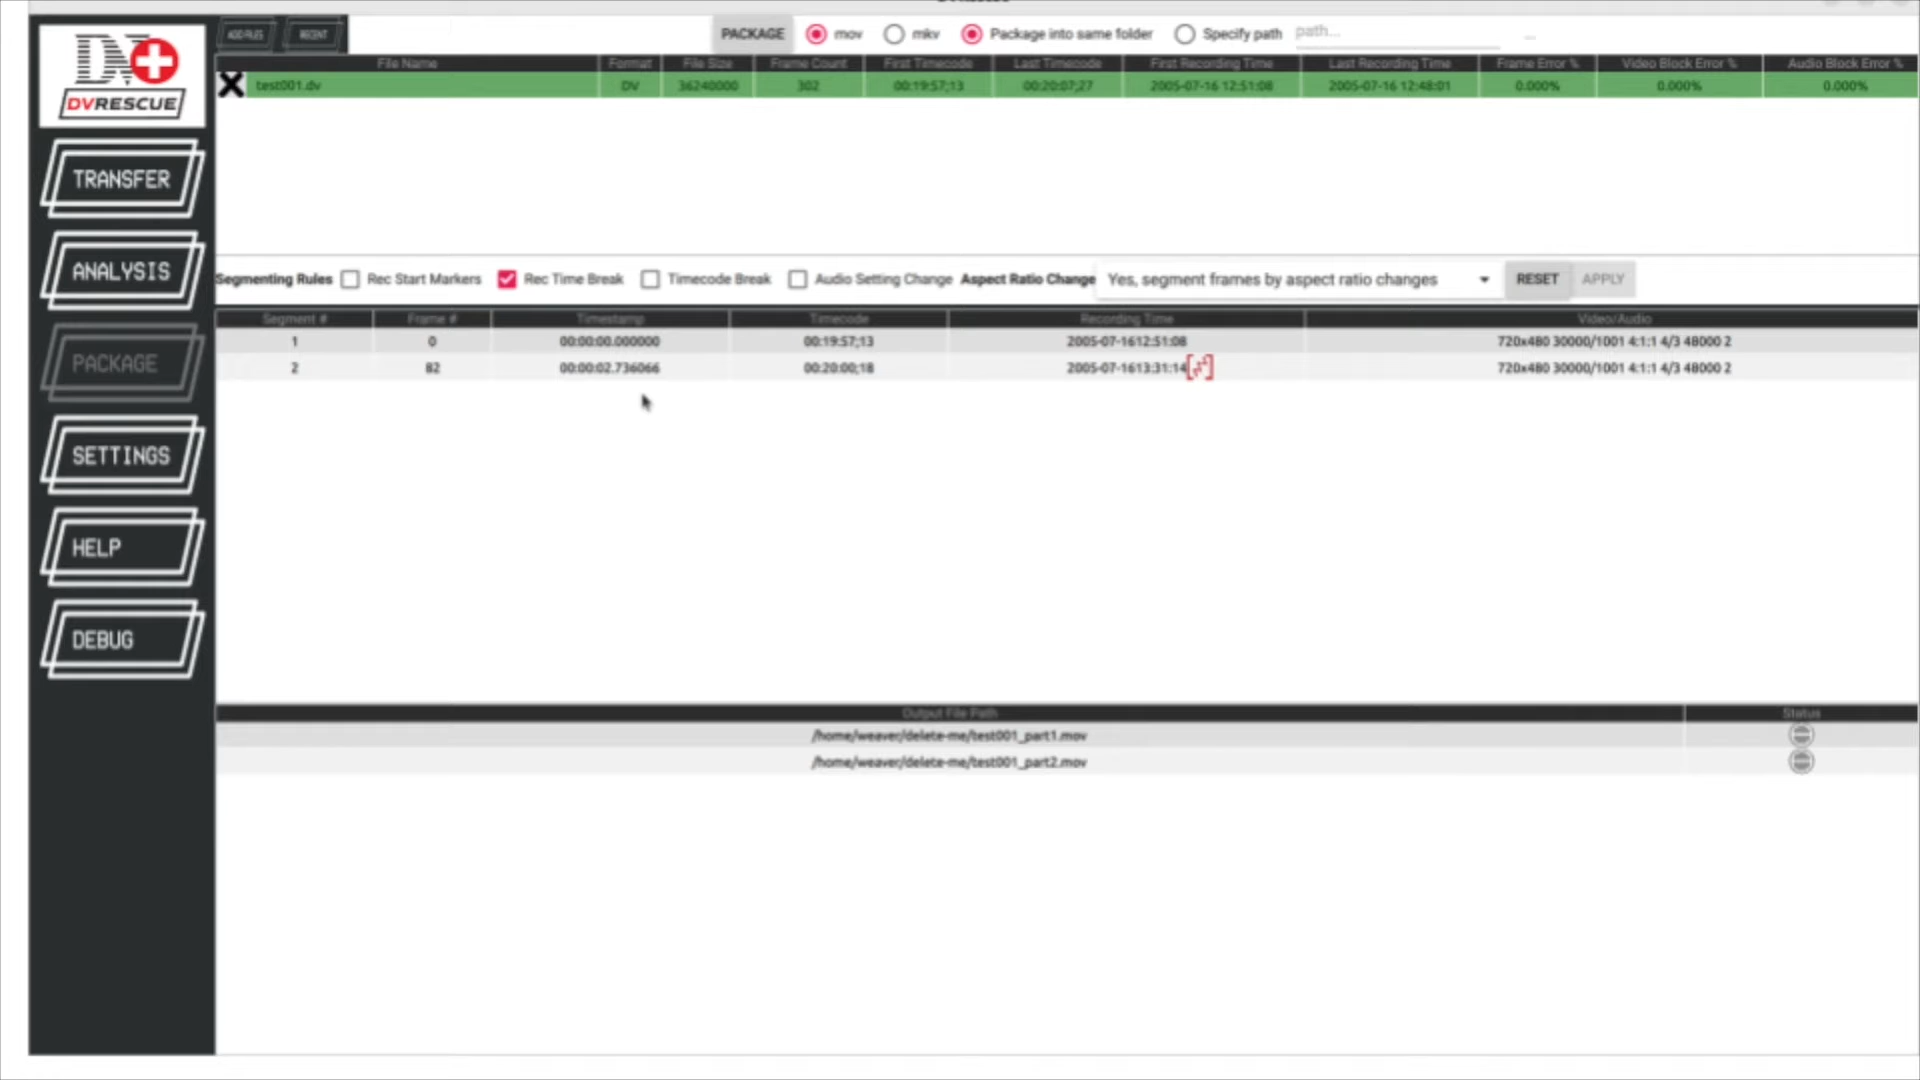 ADD FILES RECENT PACKAGE mov mkv Package into same folder Specify path path...
File Name Format File Size Frame Count First Timecode Last Timecode First Recording Time Last Recording Time Frame Error % Video Block Error % Audio Block Error %
test001.dv DV 36240000 302 00:19:57;13 00:20:07;27 2005-07-16 12:51:08 2005-07-16 12:48:01 0.000% 0.000% 0.000%
DV
DVRESCUE
TRANSFER
ANALYSIS
PACKAGE
SETTINGS
HELP
DEBUG
Segmenting Rules Rec Start Markers Rec Time Break Timecode Break Audio Setting Change Aspect Ratio Change Yes, segment frames by aspect ratio changes RESET APPLY
Segment # Frame # Timestamp Timecode Recording Time Video/Audio
1 0 00:00:00.000000 00:19:57;13 2005-07-1612:51:08 720x480 30000/1001 4:1:1 4/3 48000 2
2 82 00:00:02.736066 00:20:00;18 2005-07-1613:31:14 720x480 30000/1001 4:1:1 4/3 48000 2
Output File Path Status
/home/weaver/delete-me/test001_part1.mov
/home/weaver/delete-me/test001_part2.mov